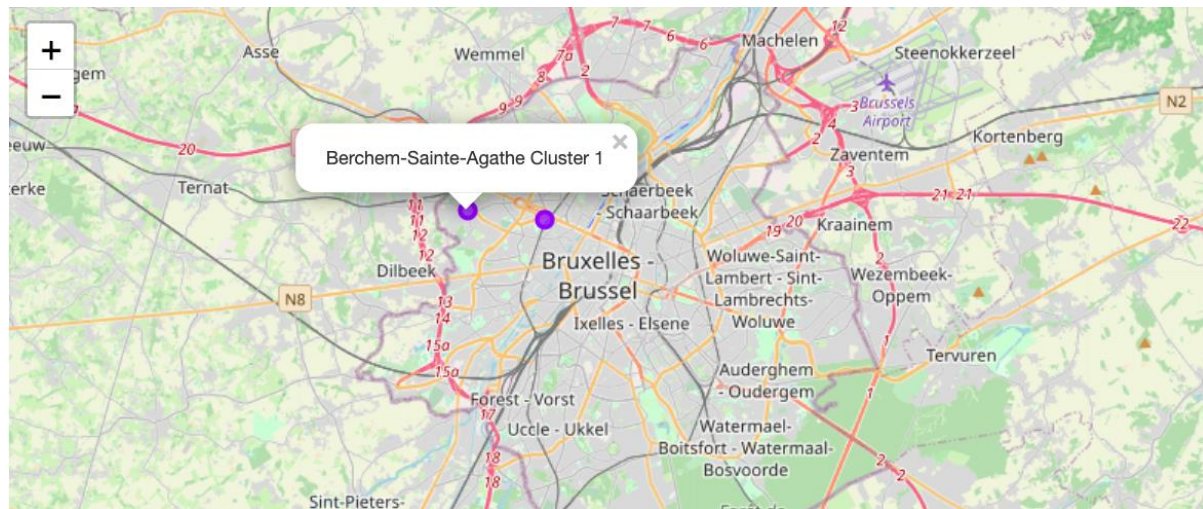 +
−
Asse
Wemmel
7a
7
7
6
6
12
Machelen
Steenokkerzeel
2
8
9
9
3
Brussels
Airport
N2
4
2
Kortenberg
20
×
Berchem-Sainte-Agathe Cluster 1
Zaventem
3
Ternat
- Schaarbeek
21
21
11
11
12
12
20
19
Kraainem
22
Dilbeek
Bruxelles -
Brussel
Woluwe-Saint-
Lambert - Sint-
Lambrechts-
Woluwe
2
Wezembeek-
Oppem
N8
13
14
Ixelles - Elsene
15a
15a
1
Tervuren
Auderghem
- Oudergem
1
Forest - Vorst
17
Uccle - Ukkel
Watermael-
Boitsfort - Watermaal-
Bosvoorde
18
18
2
2
Sint-Pieters-